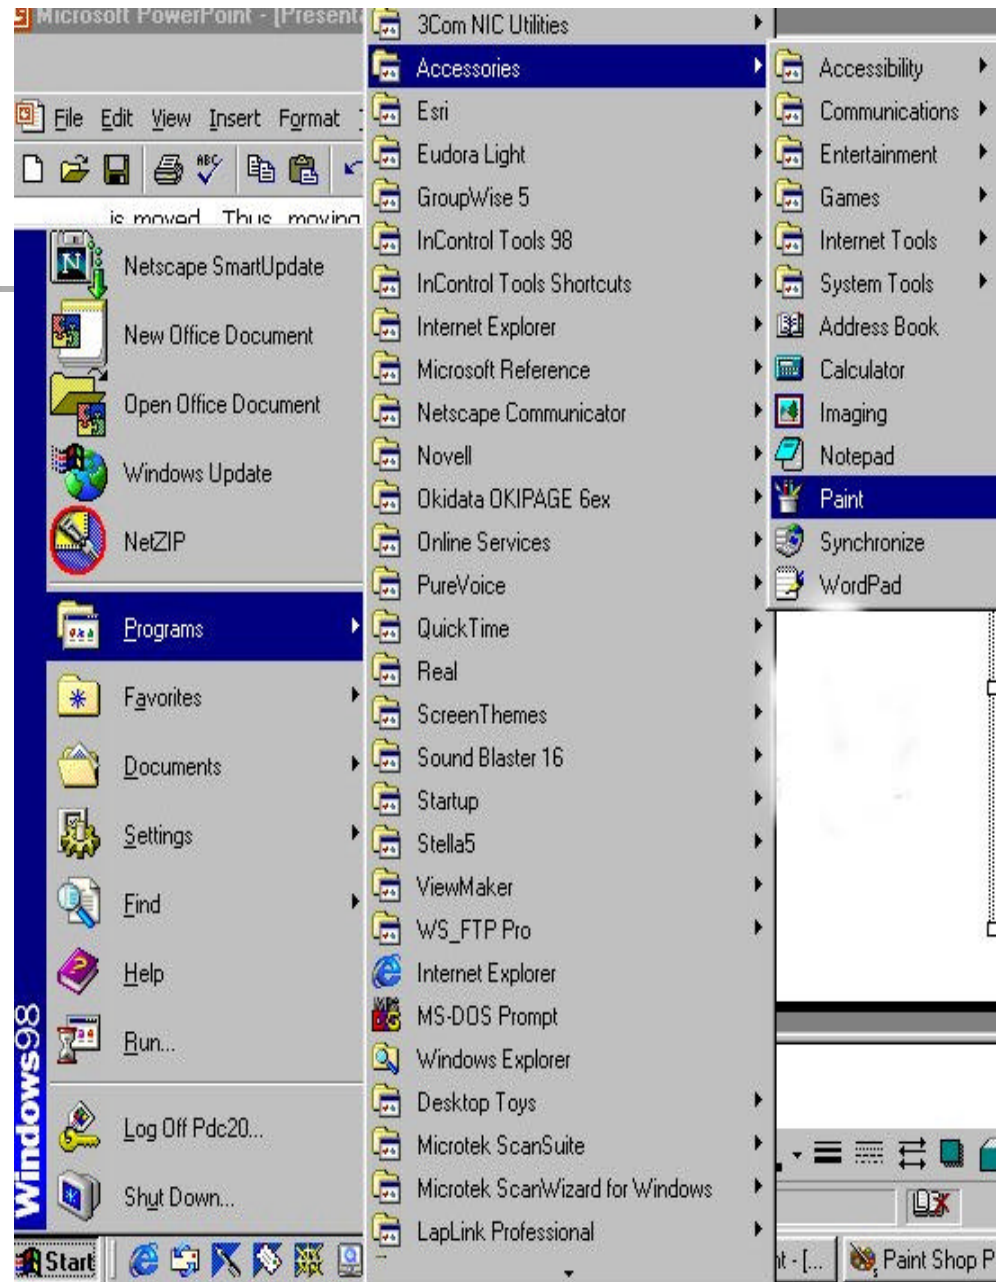 Microsoft PowerPoint - [Present
File Edit View Insert Format
ABC
is moved. Thus, moving
Netscape SmartUpdate
New Office Document
Open Office Document
Windows Update
NetZIP
Programs
Favorites
Documents
Settings
Find
Help
Run...
Log Off Pdc20...
Shut Down...
Windows98
Start
3Com NIC Utilities
Accessories
Esri
Eudora Light
GroupWise 5
InControl Tools 98
InControl Tools Shortcuts
Internet Explorer
Microsoft Reference
Netscape Communicator
Novell
Okidata OKIPAGE 6ex
Online Services
PureVoice
QuickTime
Real
ScreenThemes
Sound Blaster 16
Startup
Stella5
ViewMaker
WS_FTP Pro
Internet Explorer
MS-DOS Prompt
Windows Explorer
Desktop Toys
Microtek ScanSuite
Microtek ScanWizard for Windows
LapLink Professional
Accessibility
Communications
Entertainment
Games
Internet Tools
System Tools
Address Book
Calculator
Imaging
Notepad
Paint
Synchronize
WordPad
nt - [...
Paint Shop P